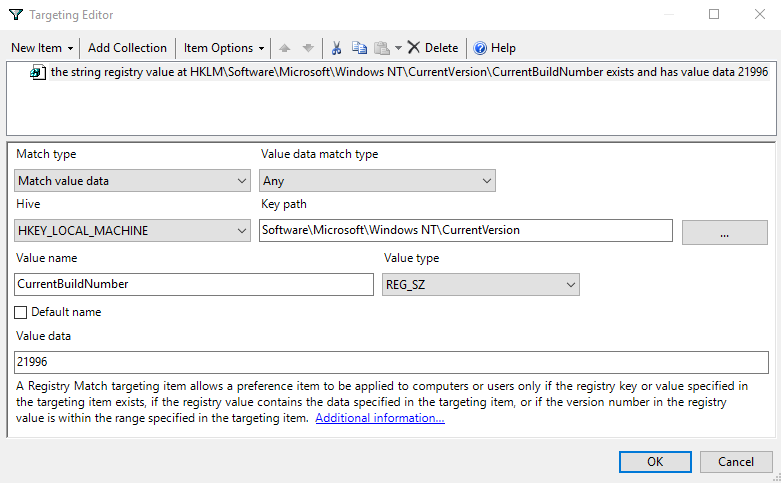 Targeting Editor
New Item Add Collection Item Options Delete Help
the string registry value at HKLM\Software\Microsoft\Windows NT\CurrentVersion\CurrentBuildNumber exists and has value data 21996
Match type Value data match type
Match value data Any
Hive Key path
HKEY_LOCAL_MACHINE Software\Microsoft\Windows NT\CurrentVersion ...
Value name Value type
CurrentBuildNumber REG_SZ
Default name
Value data
21996
A Registry Match targeting item allows a preference item to be applied to computers or users only if the registry key or value specified in
the targeting item exists, if the registry value contains the data specified in the targeting item, or if the version number in the registry
value is within the range specified in the targeting item. Additional information...
OK Cancel